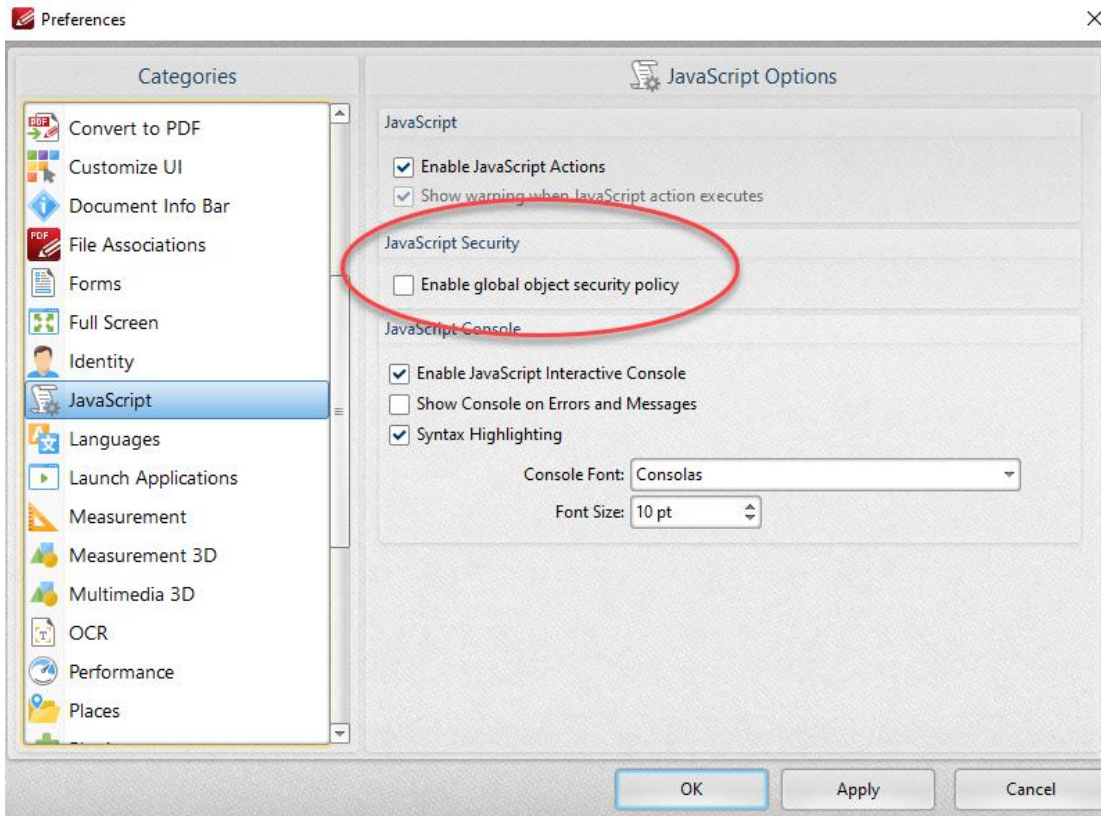 Preferences
Categories
Convert to PDF
Customize UI
Document Info Bar
PDF
File Associations
Forms
Full Screen
Identity
JavaScript
Languages
Launch Applications
Measurement
Measurement 3D
Multimedia 3D
OCR
Performance
Places
JavaScript Options
JavaScript
Enable JavaScript Actions
Show warning when JavaScript action executes
JavaScript Security
Enable global object security policy
JavaScript Console
Enable JavaScript Interactive Console
Show Console on Errors and Messages
Syntax Highlighting
Console Font: Consolas
Font Size: 10 pt
OK Apply Cancel